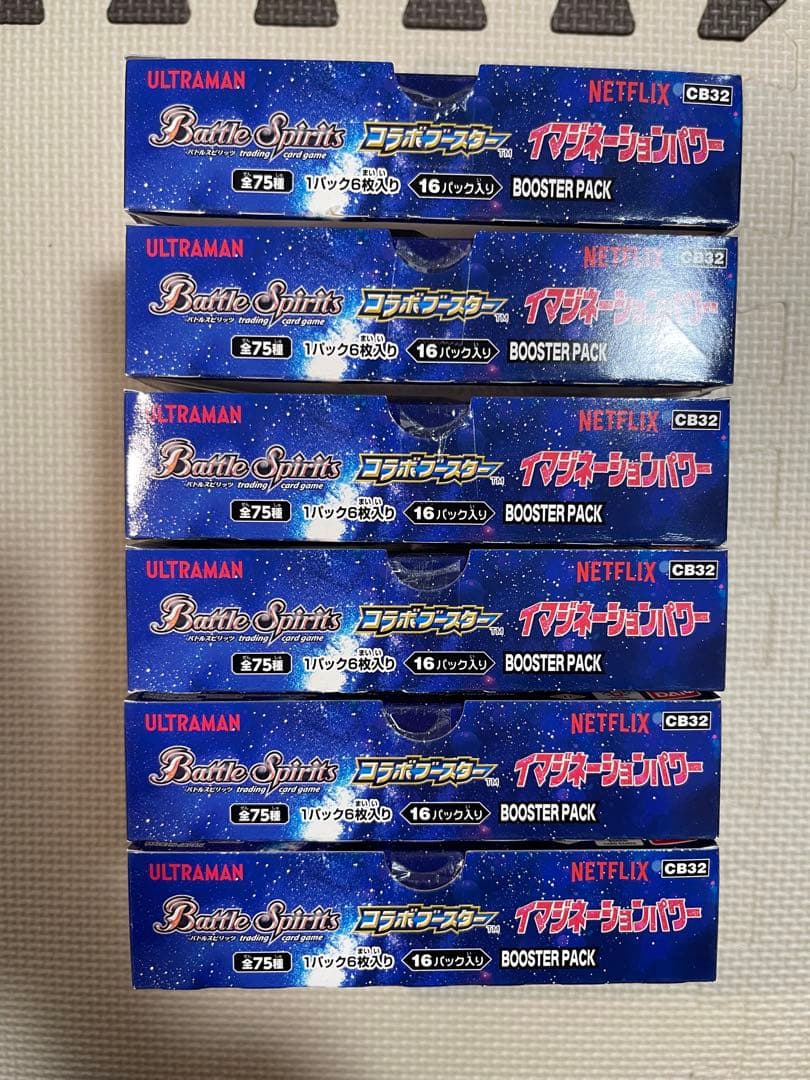 ULTRAMAN NETFLIX CB32
Battle Spirits コラボブースター™ イマジネーションパワー
バトルスピリッツ trading card game
全75種 1パック6枚入り 16パック入り BOOSTER PACK
ULTRAMAN NETFLIX CB32
Battle Spirits コラボブースター™ イマジネーションパワー
バトルスピリッツ trading card game
全75種 1パック6枚入り 16パック入り BOOSTER PACK
ULTRAMAN NETFLIX CB32
Battle Spirits コラボブースター™ イマジネーションパワー
バトルスピリッツ trading card game
全75種 1パック6枚入り 16パック入り BOOSTER PACK
ULTRAMAN NETFLIX CB32
Battle Spirits コラボブースター™ イマジネーションパワー
バトルスピリッツ trading card game
全75種 1パック6枚入り 16パック入り BOOSTER PACK
ULTRAMAN NETFLIX CB32
Battle Spirits コラボブースター™ イマジネーションパワー
バトルスピリッツ trading card game
全75種 1パック6枚入り 16パック入り BOOSTER PACK
ULTRAMAN NETFLIX CB32
Battle Spirits コラボブースター™ イマジネーションパワー
バトルスピリッツ trading card game
全75種 1パック6枚入り 16パック入り BOOSTER PACK